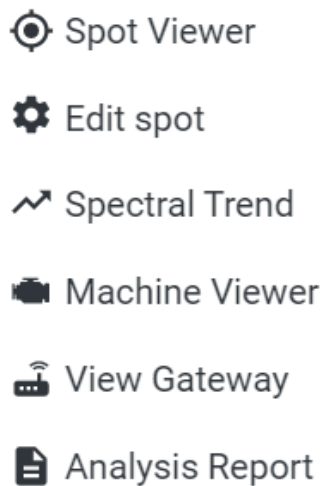 Spot Viewer
Edit spot
Spectral Trend
Machine Viewer
View Gateway
Analysis Report